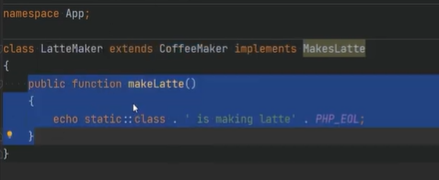 namespace App;
class LatteMaker extends CoffeeMaker implements MakesLatte
{
public function makeLatte()
{
echo static::class . ' is making latte' . PHP_EOL;
}
}